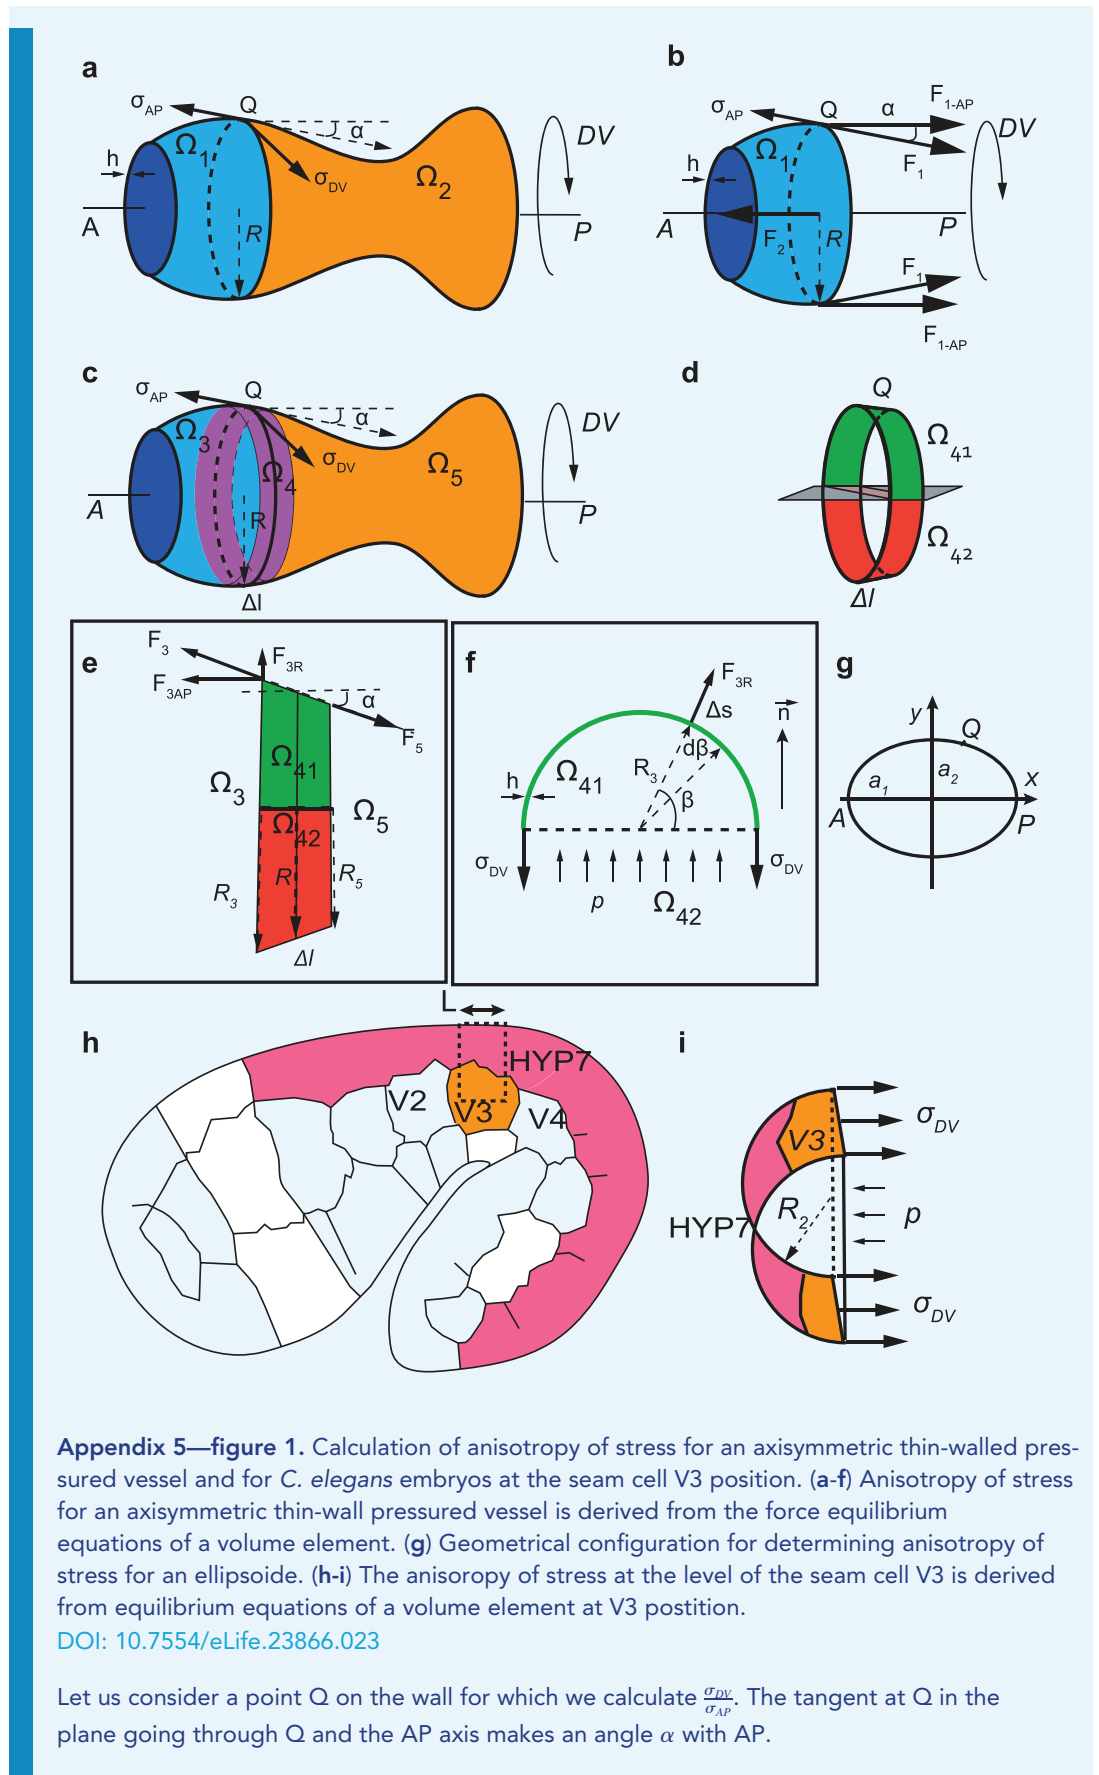 a
σAP
Q
α
Ω1
h
σDV
Ω2
DV
R
A
P
b
σAP
Q
α
F1-AP
DV
Ω1
F1
h
A
F2
R
P
F1
F1-AP
c
σAP
Q
α
DV
Ω3
σDV
Ω4
Ω5
A
R
P
Δl
d
Q
Ω41
Ω42
Δl
e
F3
F3R
F3AP
α
F5
Ω41
Ω3
Ω42
Ω5
R3
R
R5
Δl
f
F3R
Δs
n
dβ
h
Ω41
R3
β
σDV
σDV
p
Ω42
g
y
Q
a1
a2
x
A
P
h
L
HYP7
V2
V3
V4
i
V3
σDV
R2
p
HYP7
σDV
Appendix 5—figure 1. Calculation of anisotropy of stress for an axisymmetric thin-walled pres-
sured vessel and for C. elegans embryos at the seam cell V3 position. (a-f) Anisotropy of stress
for an axisymmetric thin-wall pressured vessel is derived from the force equilibrium
equations of a volume element. (g) Geometrical configuration for determining anisotropy of
stress for an ellipsoide. (h-i) The anisoropy of stress at the level of the seam cell V3 is derived
from equilibrium equations of a volume element at V3 postition.
DOI: 10.7554/eLife.23866.023
Let us consider a point Q on the wall for which we calculate σDV/σAP. The tangent at Q in the
plane going through Q and the AP axis makes an angle α with AP.